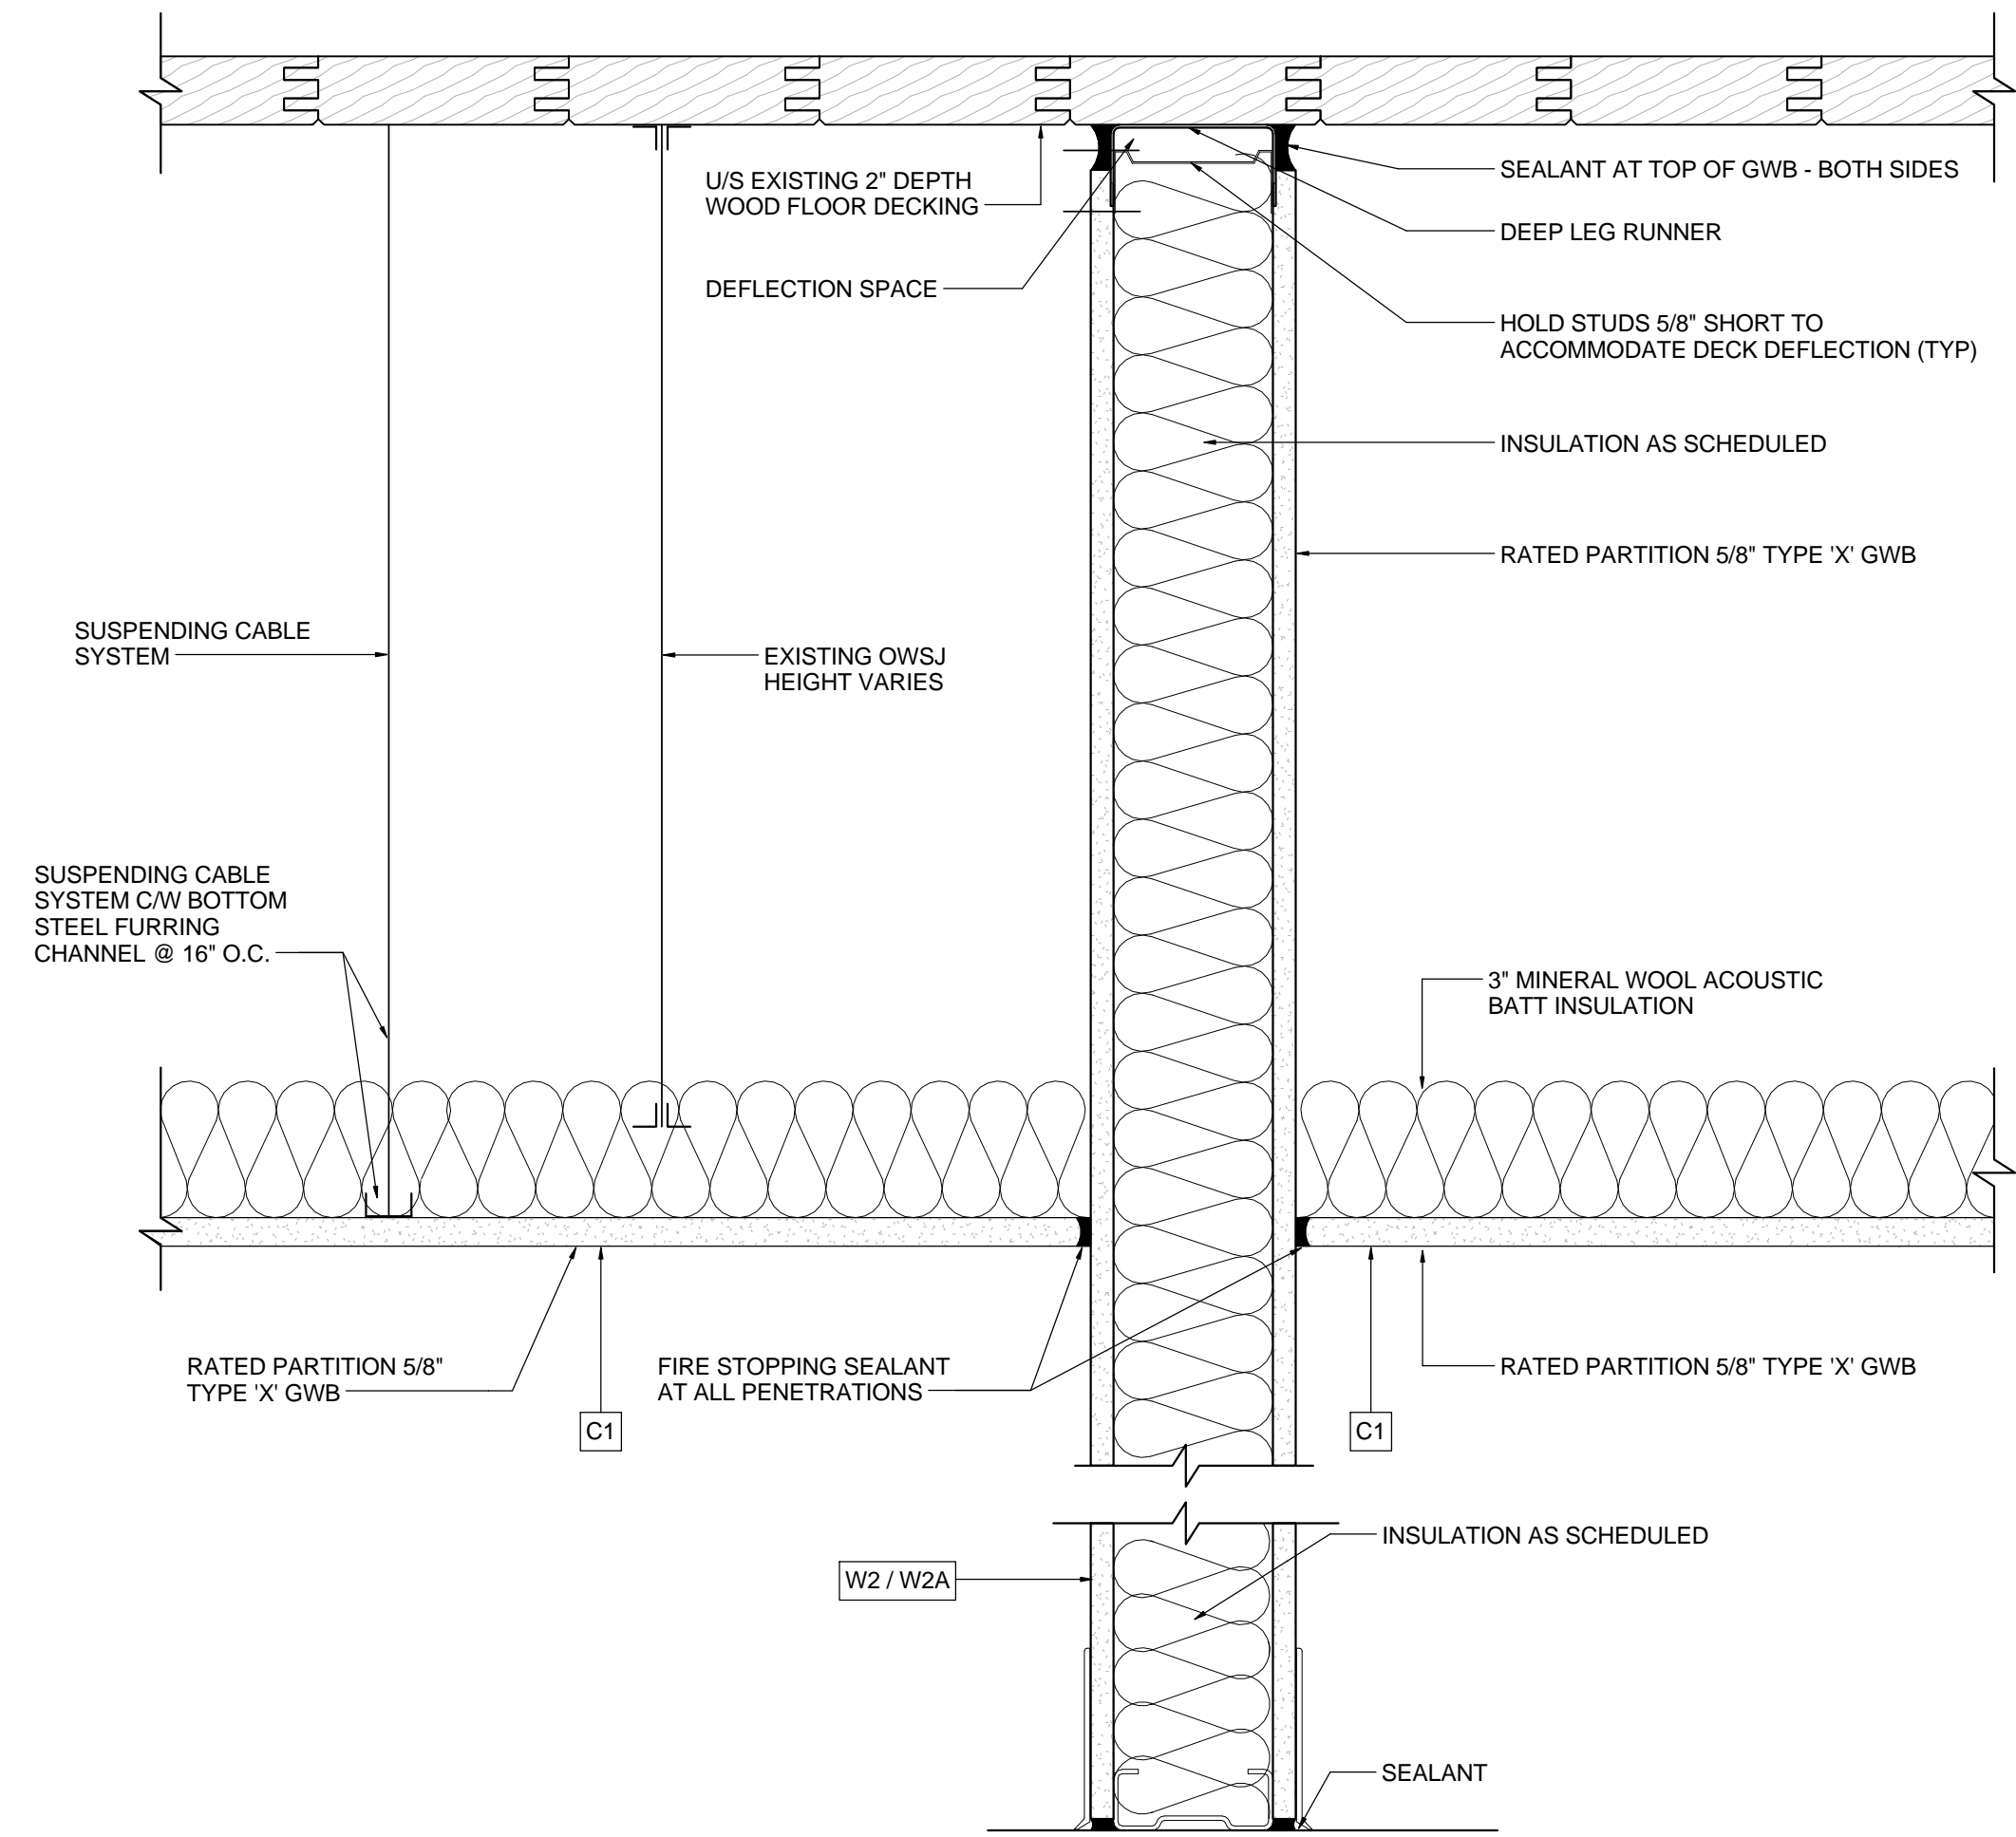 U/S EXISTING 2" DEPTH
WOOD FLOOR DECKING
SEALANT AT TOP OF GWB - BOTH SIDES
DEEP LEG RUNNER
DEFLECTION SPACE
HOLD STUDS 5/8" SHORT TO
ACCOMMODATE DECK DEFLECTION (TYP)
INSULATION AS SCHEDULED
RATED PARTITION 5/8" TYPE 'X' GWB
SUSPENDING CABLE
SYSTEM
EXISTING OWSJ
HEIGHT VARIES
SUSPENDING CABLE
SYSTEM C/W BOTTOM
STEEL FURRING
CHANNEL @ 16" O.C.
3" MINERAL WOOL ACOUSTIC
BATT INSULATION
RATED PARTITION 5/8"
TYPE 'X' GWB
FIRE STOPPING SEALANT
AT ALL PENETRATIONS
RATED PARTITION 5/8" TYPE 'X' GWB
C1
C1
INSULATION AS SCHEDULED
W2 / W2A
SEALANT